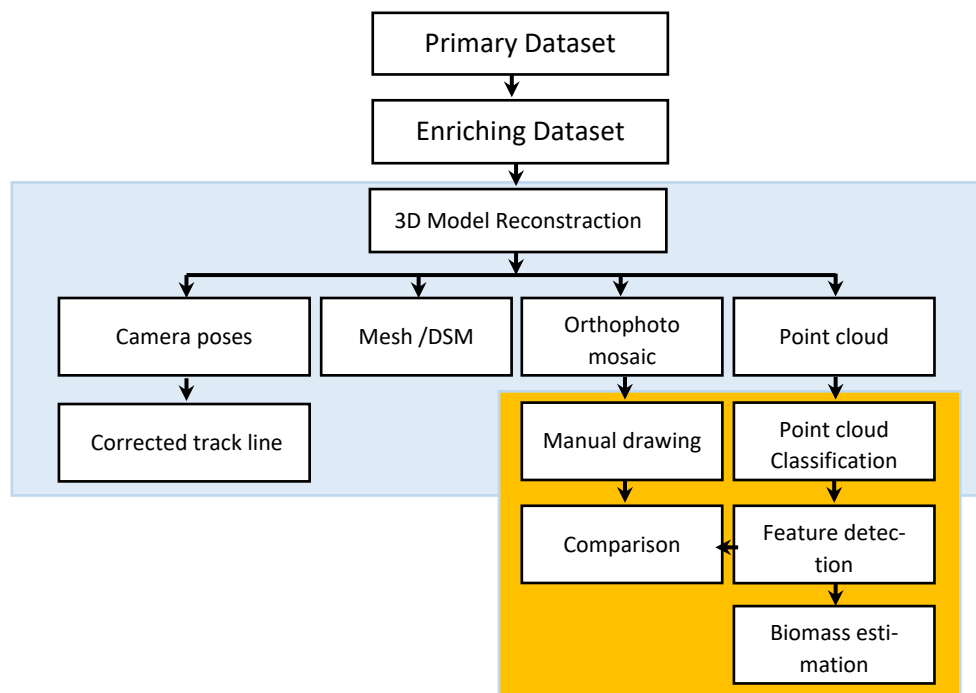 Primary Dataset
Enriching Dataset
3D Model Reconstraction
Camera poses
Mesh /DSM
Orthophoto
mosaic
Point cloud
Corrected track line
Manual drawing
Point cloud
Classification
Comparison
Feature detec-
tion
Biomass esti-
mation